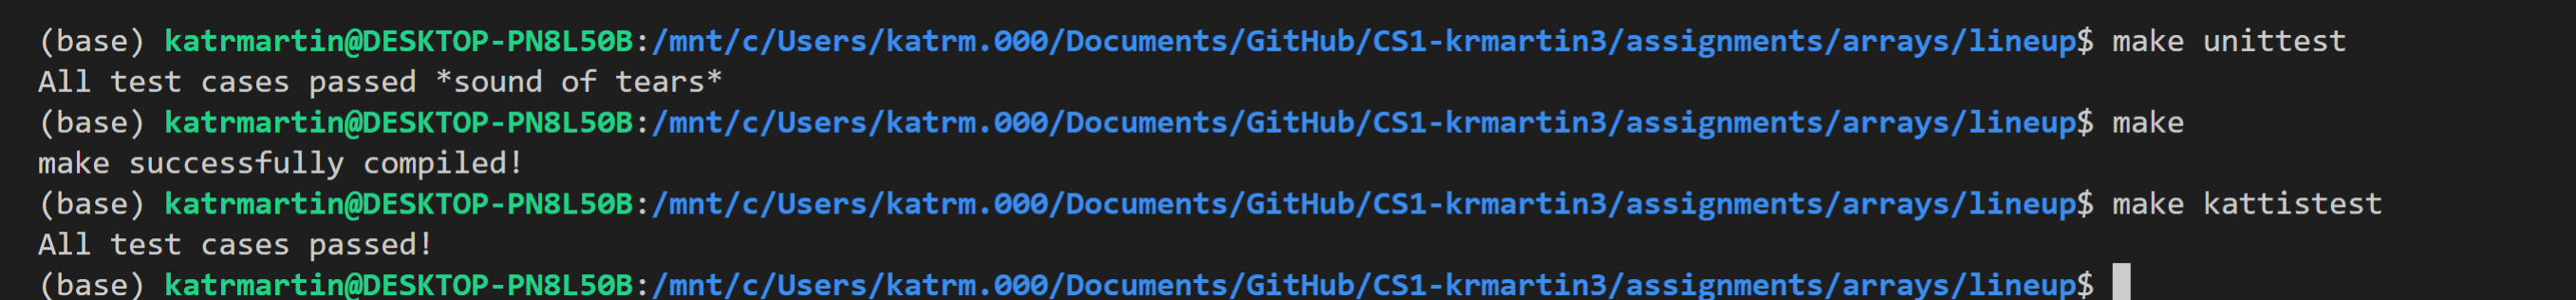 (base) katrmartin@DESKTOP-PN8L50B:/mnt/c/Users/katrm.000/Documents/GitHub/CS1-krmartin3/assignments/arrays/lineup$ make unittest
All test cases passed *sound of tears*
(base) katrmartin@DESKTOP-PN8L50B:/mnt/c/Users/katrm.000/Documents/GitHub/CS1-krmartin3/assignments/arrays/lineup$ make
make successfully compiled!
(base) katrmartin@DESKTOP-PN8L50B:/mnt/c/Users/katrm.000/Documents/GitHub/CS1-krmartin3/assignments/arrays/lineup$ make kattistest
All test cases passed!
(base) katrmartin@DESKTOP-PN8L50B:/mnt/c/Users/katrm.000/Documents/GitHub/CS1-krmartin3/assignments/arrays/lineup$